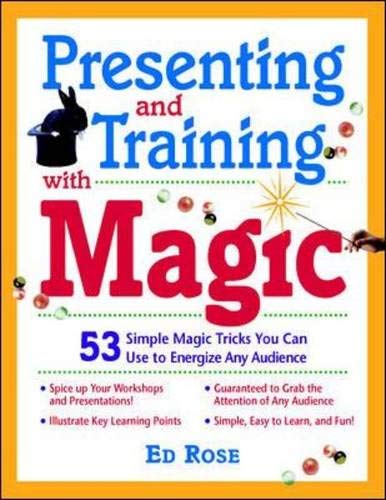 Presenting
and
Training
with
Magic
53 Simple Magic Tricks You Can
Use to Energize Any Audience
• Spice up Your Workshops
and Presentations!
• Illustrate Key Learning Points
• Guaranteed to Grab the
Attention of Any Audience
• Simple, Easy to Learn, and Fun!
ED ROSE